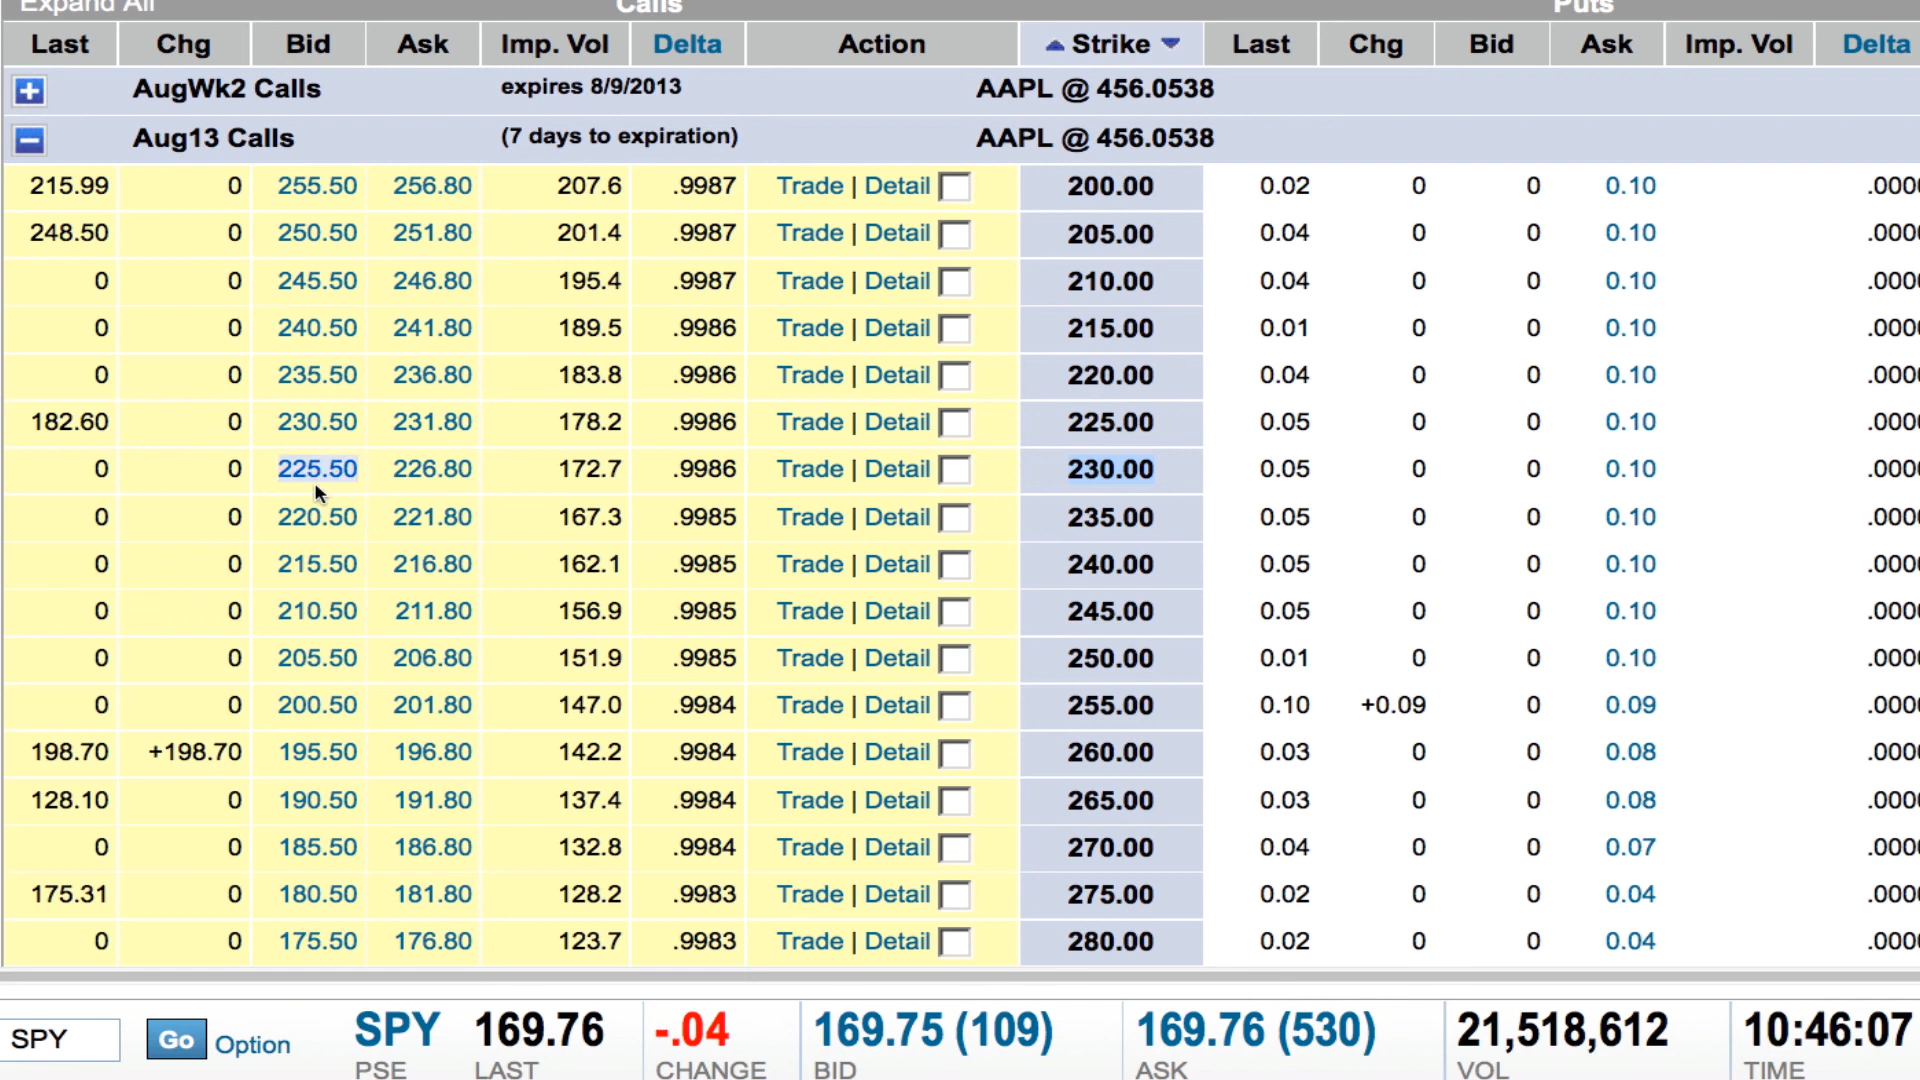 Expand All Calls Puts
Last Chg Bid Ask Imp. Vol Delta Action Strike Last Chg Bid Ask Imp. Vol Delta
AugWk2 Calls expires 8/9/2013 AAPL @ 456.0538
Aug13 Calls (7 days to expiration) AAPL @ 456.0538
215.99 0 255.50 256.80 207.6 .9987 Trade | Detail 200.00 0.02 0 0 0.10 .000
248.50 0 250.50 251.80 201.4 .9987 Trade | Detail 205.00 0.04 0 0 0.10 .000
0 0 245.50 246.80 195.4 .9987 Trade | Detail 210.00 0.04 0 0 0.10 .000
0 0 240.50 241.80 189.5 .9986 Trade | Detail 215.00 0.01 0 0 0.10 .000
0 0 235.50 236.80 183.8 .9986 Trade | Detail 220.00 0.04 0 0 0.10 .000
182.60 0 230.50 231.80 178.2 .9986 Trade | Detail 225.00 0.05 0 0 0.10 .000
0 0 225.50 226.80 172.7 .9986 Trade | Detail 230.00 0.05 0 0 0.10 .000
0 0 220.50 221.80 167.3 .9985 Trade | Detail 235.00 0.05 0 0 0.10 .000
0 0 215.50 216.80 162.1 .9985 Trade | Detail 240.00 0.05 0 0 0.10 .000
0 0 210.50 211.80 156.9 .9985 Trade | Detail 245.00 0.05 0 0 0.10 .000
0 0 205.50 206.80 151.9 .9985 Trade | Detail 250.00 0.01 0 0 0.10 .000
0 0 200.50 201.80 147.0 .9984 Trade | Detail 255.00 0.10 +0.09 0 0.09 .000
198.70 +198.70 195.50 196.80 142.2 .9984 Trade | Detail 260.00 0.03 0 0 0.08 .000
128.10 0 190.50 191.80 137.4 .9984 Trade | Detail 265.00 0.03 0 0 0.08 .000
0 0 185.50 186.80 132.8 .9984 Trade | Detail 270.00 0.04 0 0 0.07 .000
175.31 0 180.50 181.80 128.2 .9983 Trade | Detail 275.00 0.02 0 0 0.04 .000
0 0 175.50 176.80 123.7 .9983 Trade | Detail 280.00 0.02 0 0 0.04 .000
SPY Go Option SPY 169.76 -.04 169.75 (109) 169.76 (530) 21,518,612 10:46:07
PSE LAST CHANGE BID ASK VOL TIME